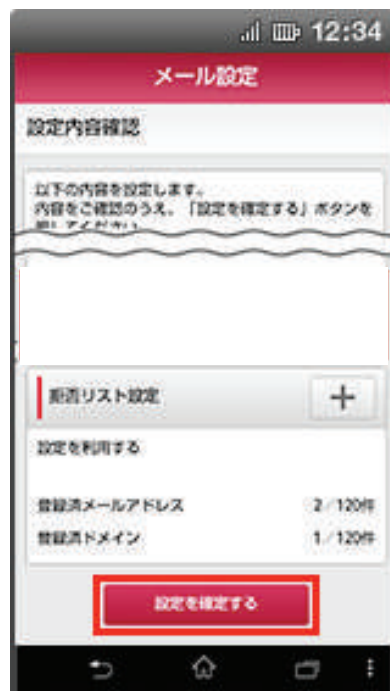 12:34
メール設定
設定内容確認
以下の内容を設定します。
内容をご確認のうえ、「設定を確定する」ボタンを
拒否リスト設定
設定を利用する
登録済メールアドレス 2/120件
登録済ドメイン 1/120件
設定を確定する